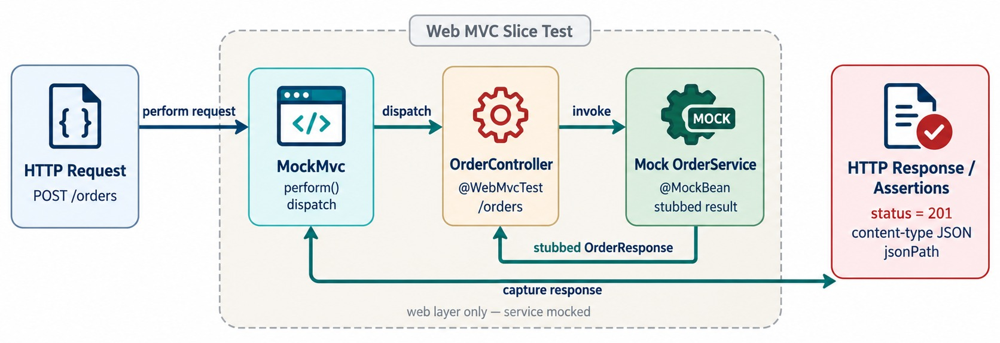 Web MVC Slice Test
HTTP Request
POST /orders
perform request
MockMvc
perform()
dispatch
dispatch
OrderController
@WebMvcTest
/orders
invoke
MOCK
Mock OrderService
@MockBean
stubbed result
HTTP Response /
Assertions
status = 201
content-type JSON
jsonPath
stubbed OrderResponse
capture response
web layer only — service mocked